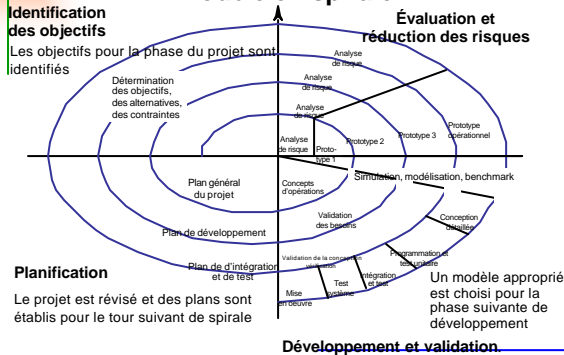 Identification
des objectifs
Les objectifs pour la phase du projet sont
identifiés
Évaluation et
réduction des risques
Détermination
des objectifs,
des alternatives,
des contraintes
Analyse
de risque
Analyse
de risque
Analyse
de risque
Analyse
de risque
Proto-
type 1
Prototype 2
Prototype 3
Prototype
opérationnel
Simulation, modélisation, benchmark
Plan général
du projet
Concepts
d'opérations
Plan de développement
Validation
des besoins
Conception
détaillée
Plan de d'intégration
et de test
Validation de la conception
Programmation et
test unitaire
Intégration
et test
Test
système
Mise
en oeuvre
Planification
Le projet est révisé et des plans sont
établis pour le tour suivant de spirale
Un modèle approprié
est choisi pour la
phase suivante de
développement
Développement et validation